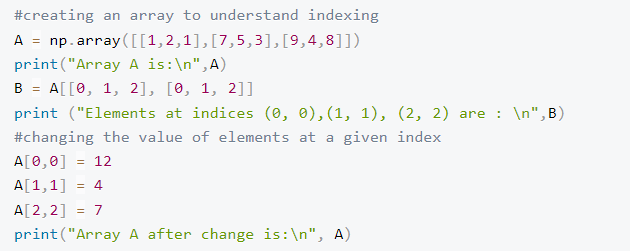 #creating an array to understand indexing
A = np.array([[1,2,1],[7,5,3],[9,4,8]])
print("Array A is:\n",A)
B = A[[0, 1, 2], [0, 1, 2]]
print ("Elements at indices (0, 0),(1, 1), (2, 2) are : \n",B)
#changing the value of elements at a given index
A[0,0] = 12
A[1,1] = 4
A[2,2] = 7
print("Array A after change is:\n", A)